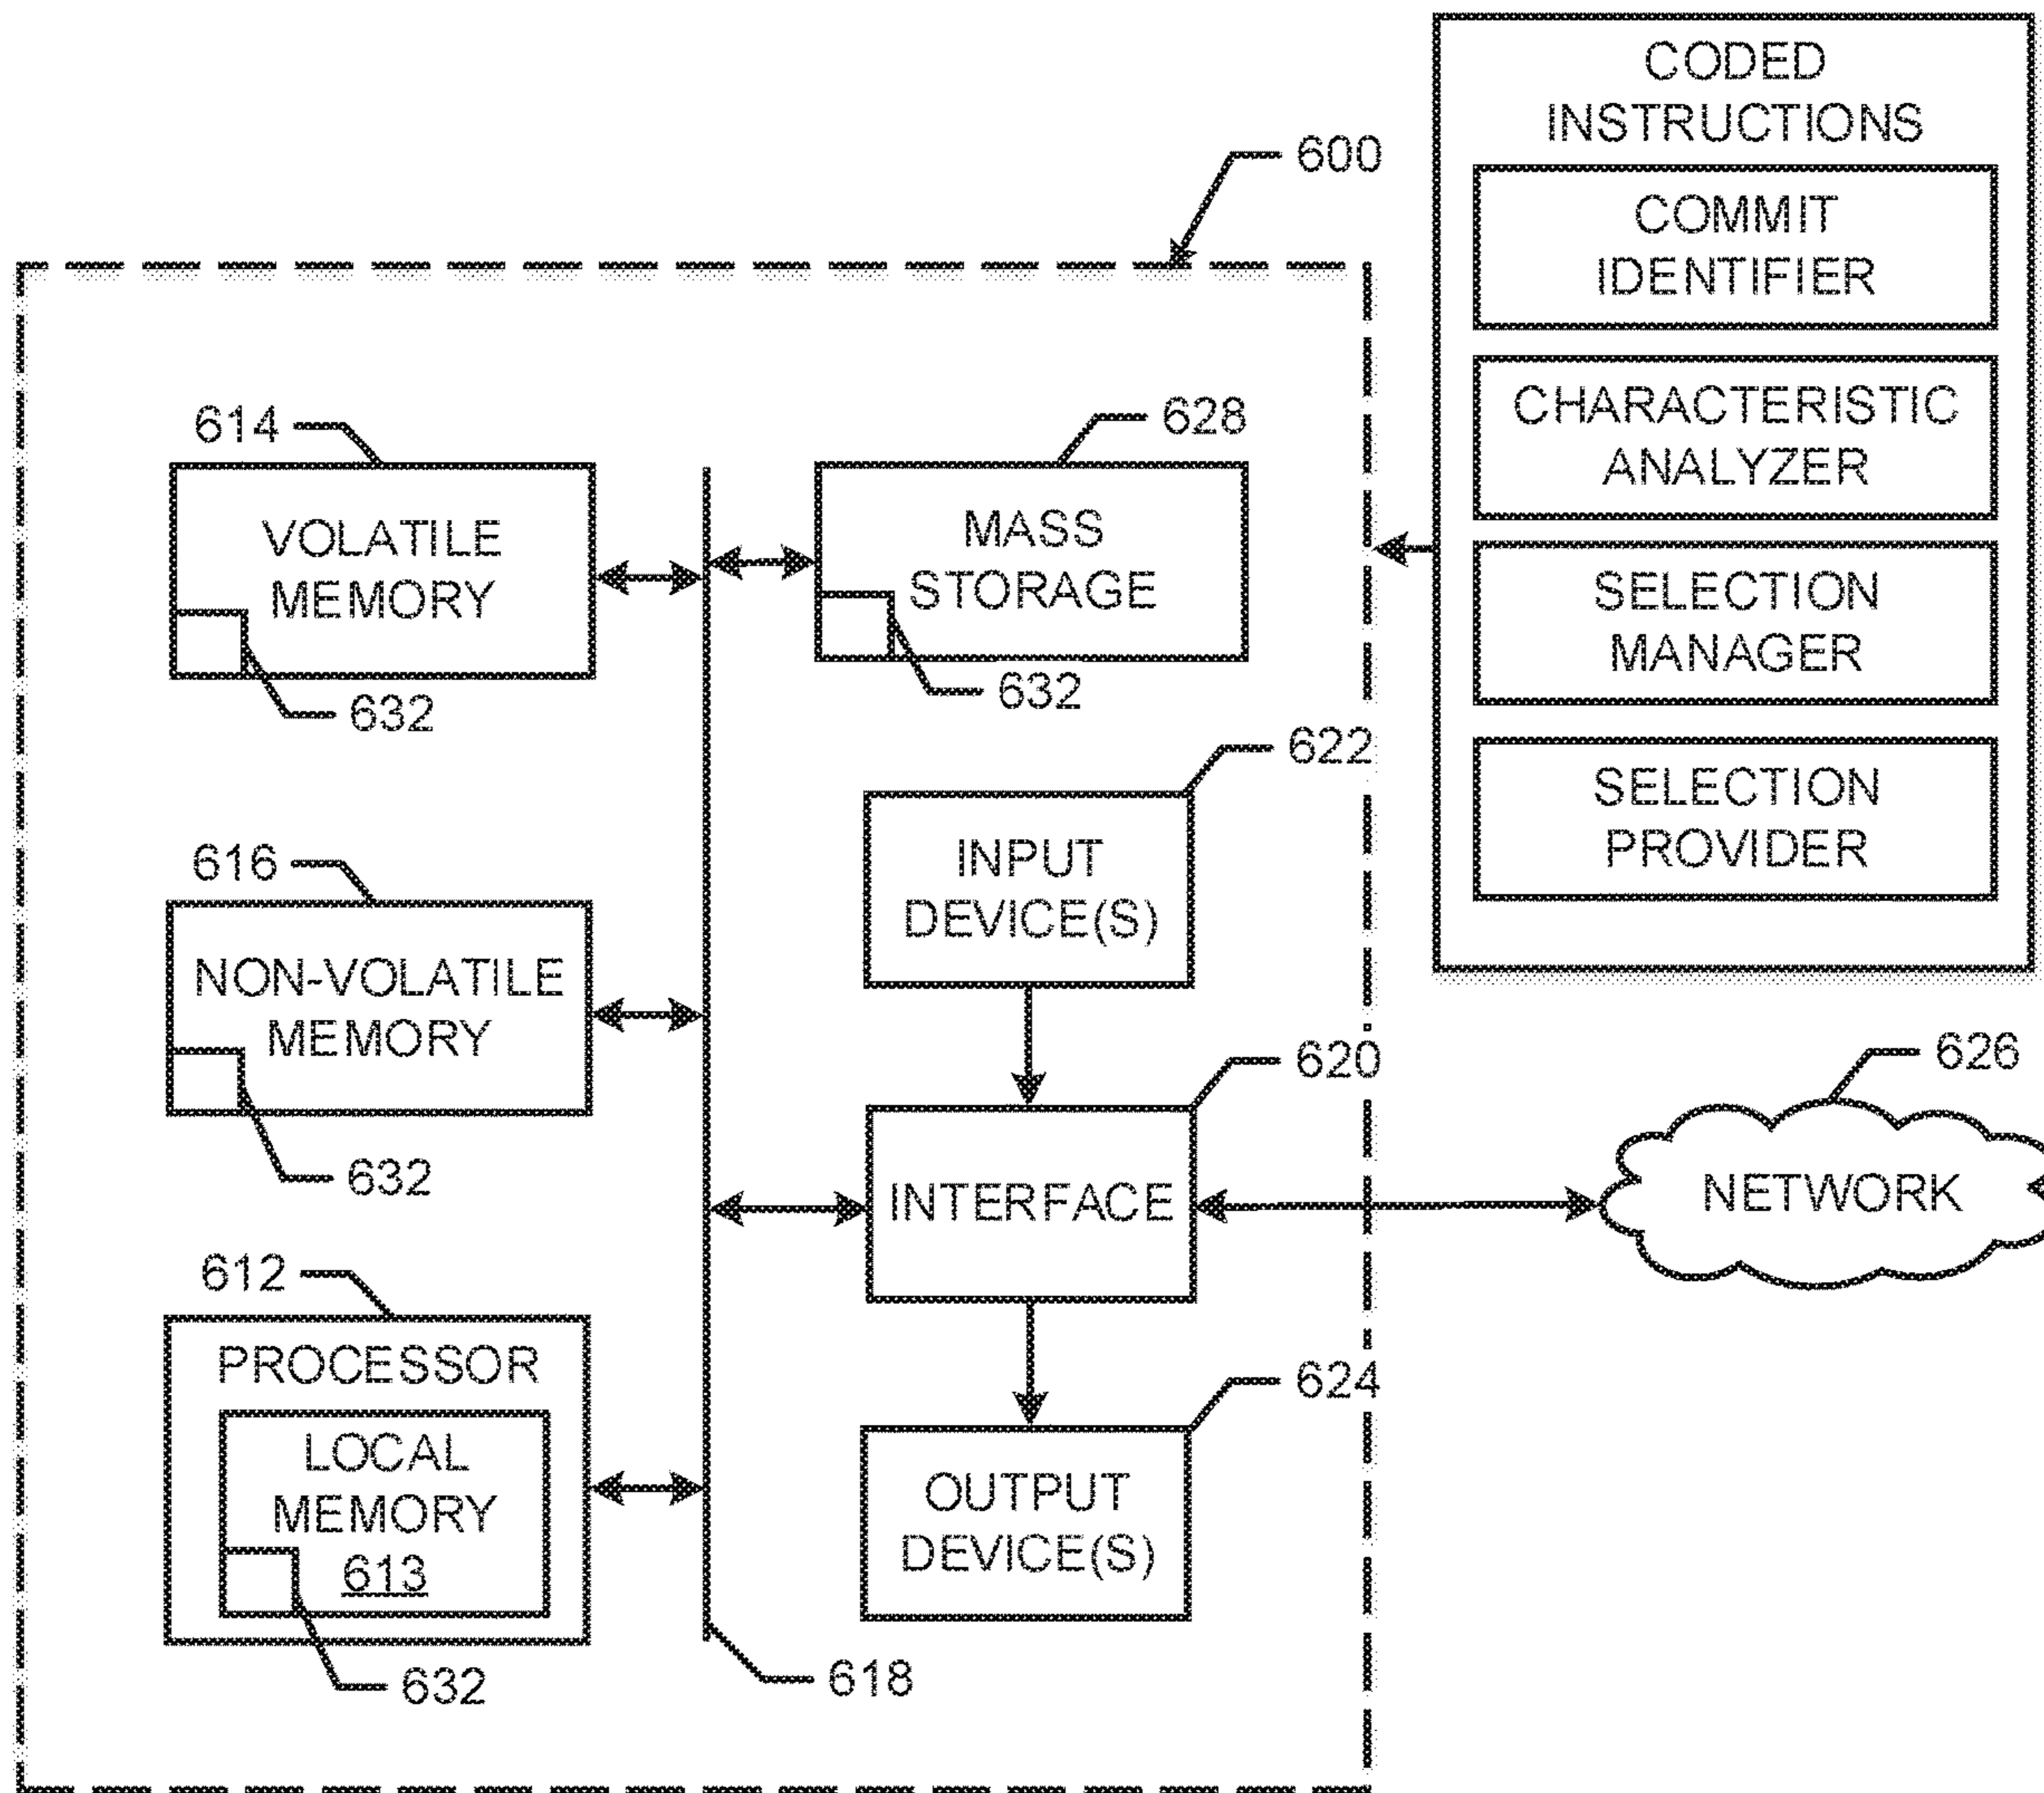 600
CODED
INSTRUCTIONS
COMMIT
IDENTIFIER
CHARACTERISTIC
ANALYZER
SELECTION
MANAGER
SELECTION
PROVIDER
614
VOLATILE
MEMORY
632
628
MASS
STORAGE
632
622
INPUT
DEVICE(S)
616
NON-VOLATILE
MEMORY
632
620
INTERFACE
626
NETWORK
612
PROCESSOR
LOCAL
MEMORY
613
632
624
OUTPUT
DEVICE(S)
618